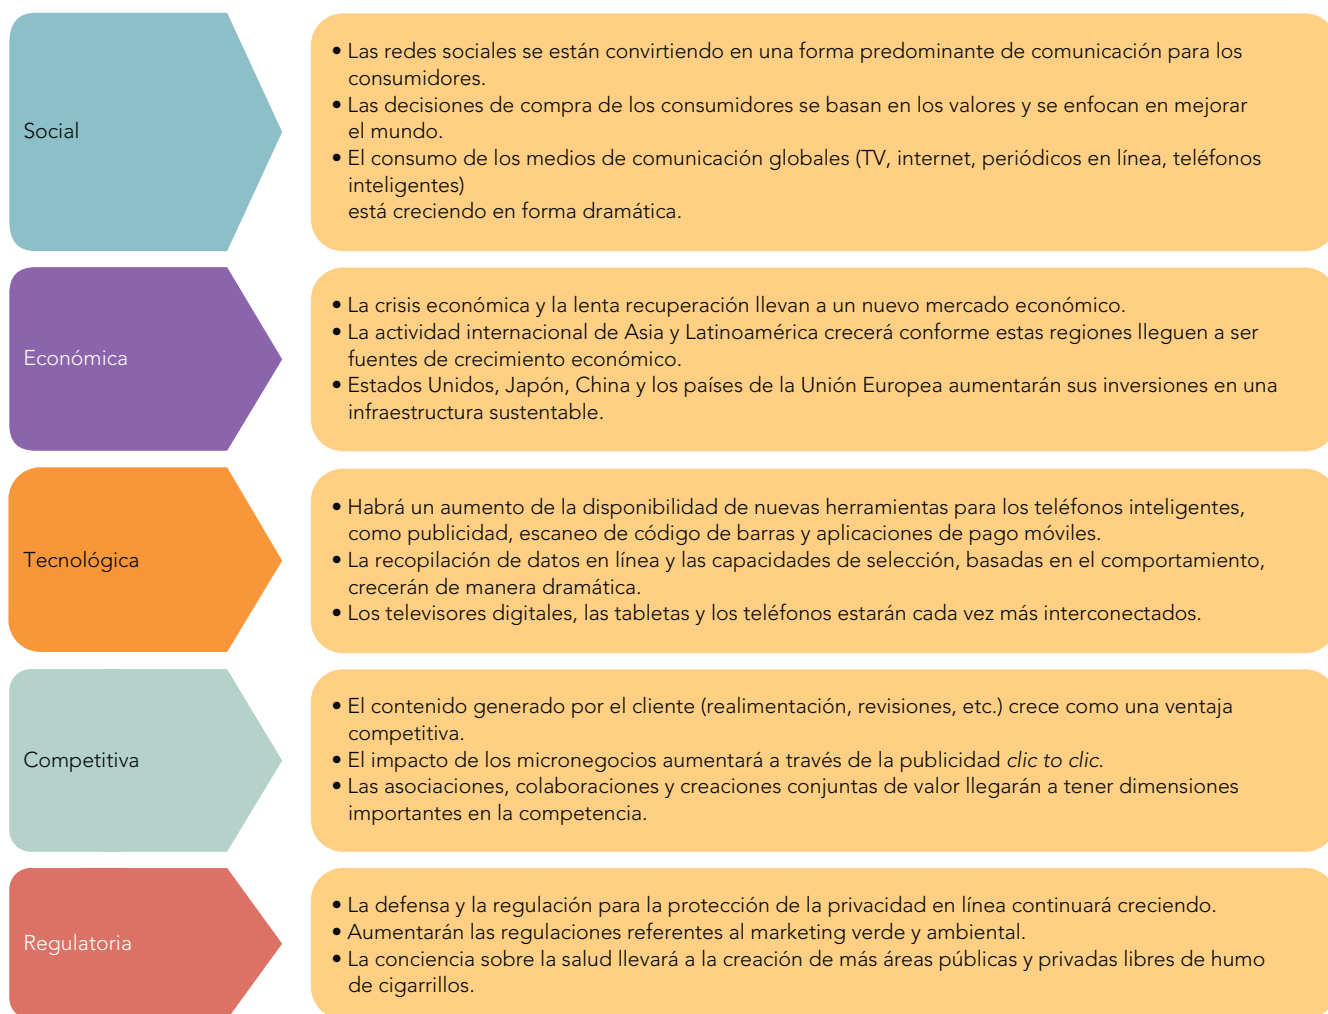 Social
• Las redes sociales se están convirtiendo en una forma predominante de comunicación para los
consumidores.
• Las decisiones de compra de los consumidores se basan en los valores y se enfocan en mejorar
el mundo.
• El consumo de los medios de comunicación globales (TV, internet, periódicos en línea, teléfonos
inteligentes)
está creciendo en forma dramática.
Económica
• La crisis económica y la lenta recuperación llevan a un nuevo mercado económico.
• La actividad internacional de Asia y Latinoamérica crecerá conforme estas regiones lleguen a ser
fuentes de crecimiento económico.
• Estados Unidos, Japón, China y los países de la Unión Europea aumentarán sus inversiones en una
infraestructura sustentable.
Tecnológica
• Habrá un aumento de la disponibilidad de nuevas herramientas para los teléfonos inteligentes,
como publicidad, escaneo de código de barras y aplicaciones de pago móviles.
• La recopilación de datos en línea y las capacidades de selección, basadas en el comportamiento,
crecerán de manera dramática.
• Los televisores digitales, las tabletas y los teléfonos estarán cada vez más interconectados.
Competitiva
• El contenido generado por el cliente (realimentación, revisiones, etc.) crece como una ventaja
competitiva.
• El impacto de los micronegocios aumentará a través de la publicidad clic to clic.
• Las asociaciones, colaboraciones y creaciones conjuntas de valor llegarán a tener dimensiones
importantes en la competencia.
Regulatoria
• La defensa y la regulación para la protección de la privacidad en línea continuará creciendo.
• Aumentarán las regulaciones referentes al marketing verde y ambiental.
• La conciencia sobre la salud llevará a la creación de más áreas públicas y privadas libres de humo
de cigarrillos.